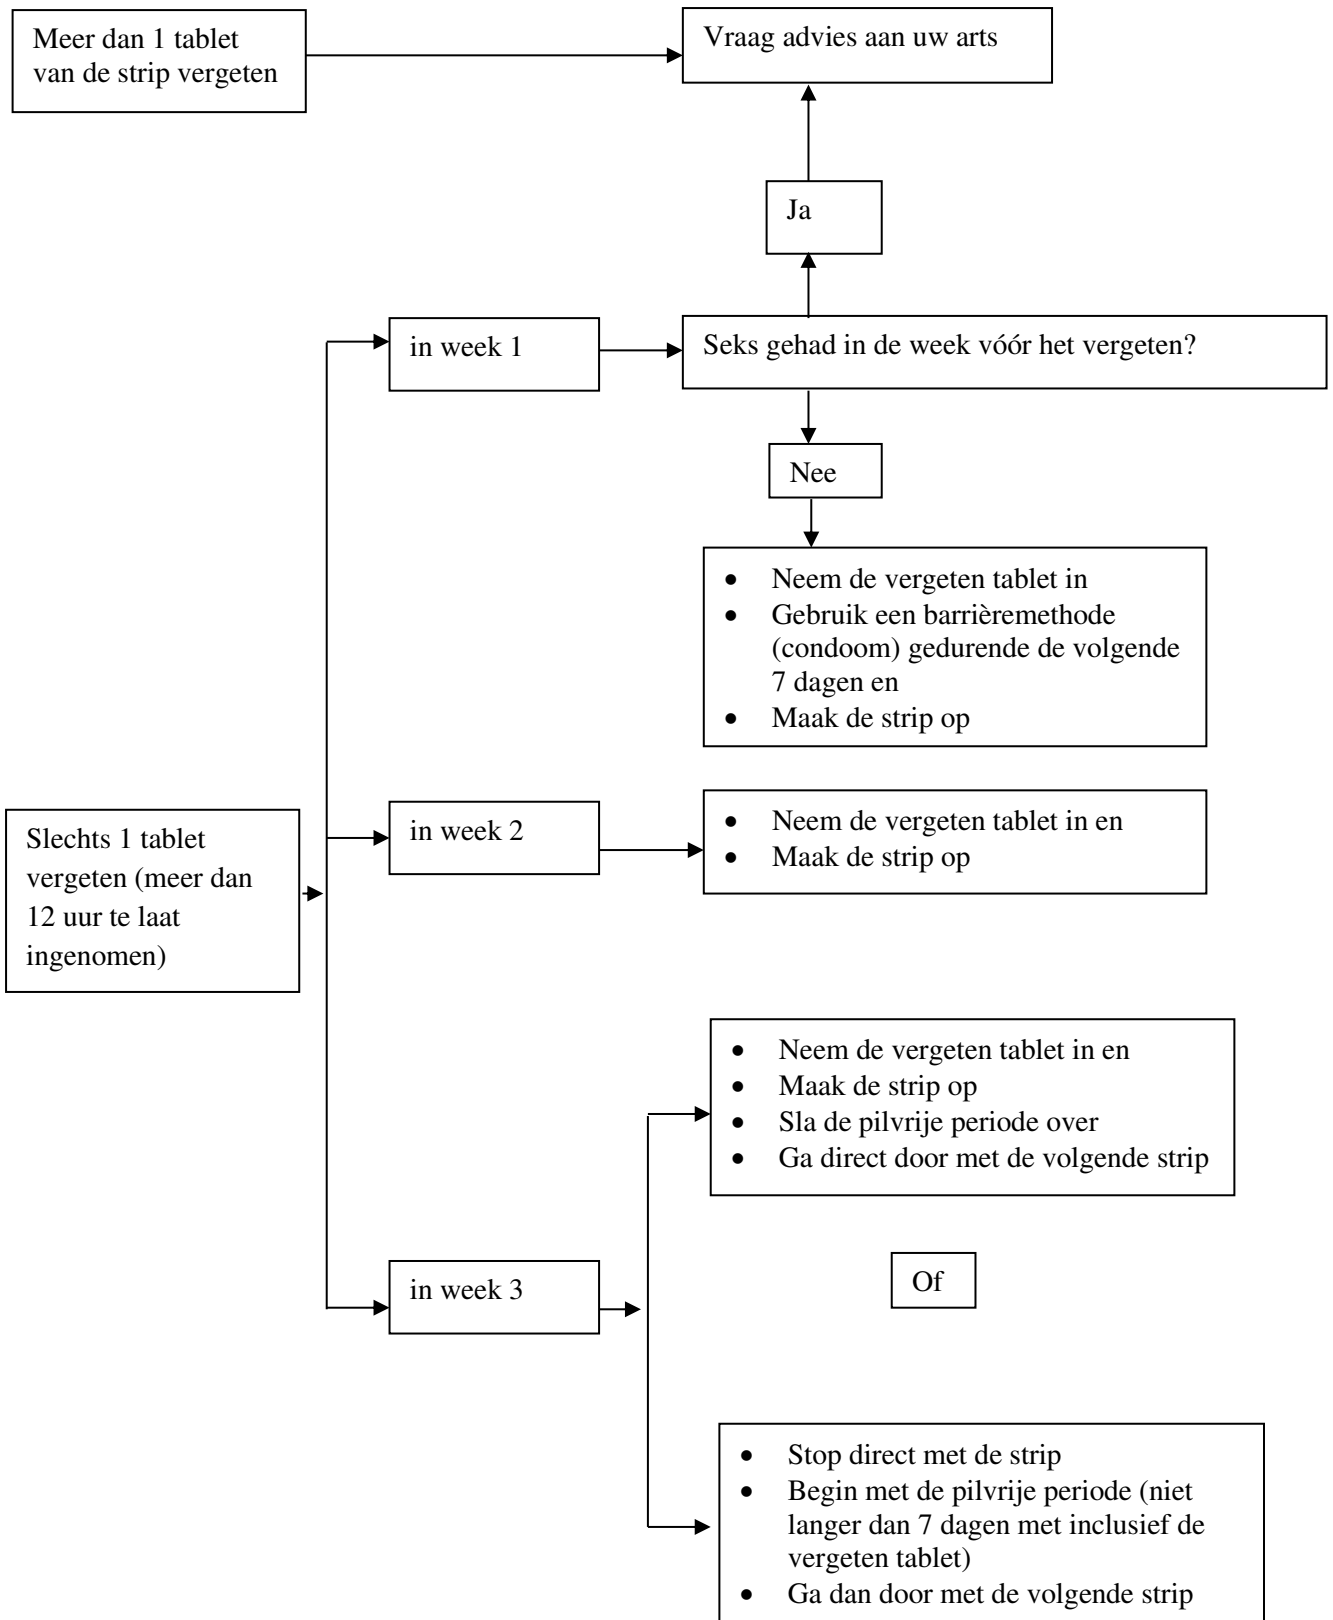 Meer dan 1 tablet
van de strip vergeten
Vraag advies aan uw arts
Ja
in week 1
Seks gehad in de week vóór het vergeten?
Nee
• Neem de vergeten tablet in
• Gebruik een barrièremethode
(condoom) gedurende de volgende
7 dagen en
• Maak de strip op
Slechts 1 tablet
vergeten (meer dan
12 uur te laat
ingenomen)
in week 2
• Neem de vergeten tablet in en
• Maak de strip op
in week 3
• Neem de vergeten tablet in en
• Maak de strip op
• Sla de pilvrije periode over
• Ga direct door met de volgende strip
Of
• Stop direct met de strip
• Begin met de pilvrije periode (niet
langer dan 7 dagen met inclusief de
vergeten tablet)
• Ga dan door met de volgende strip